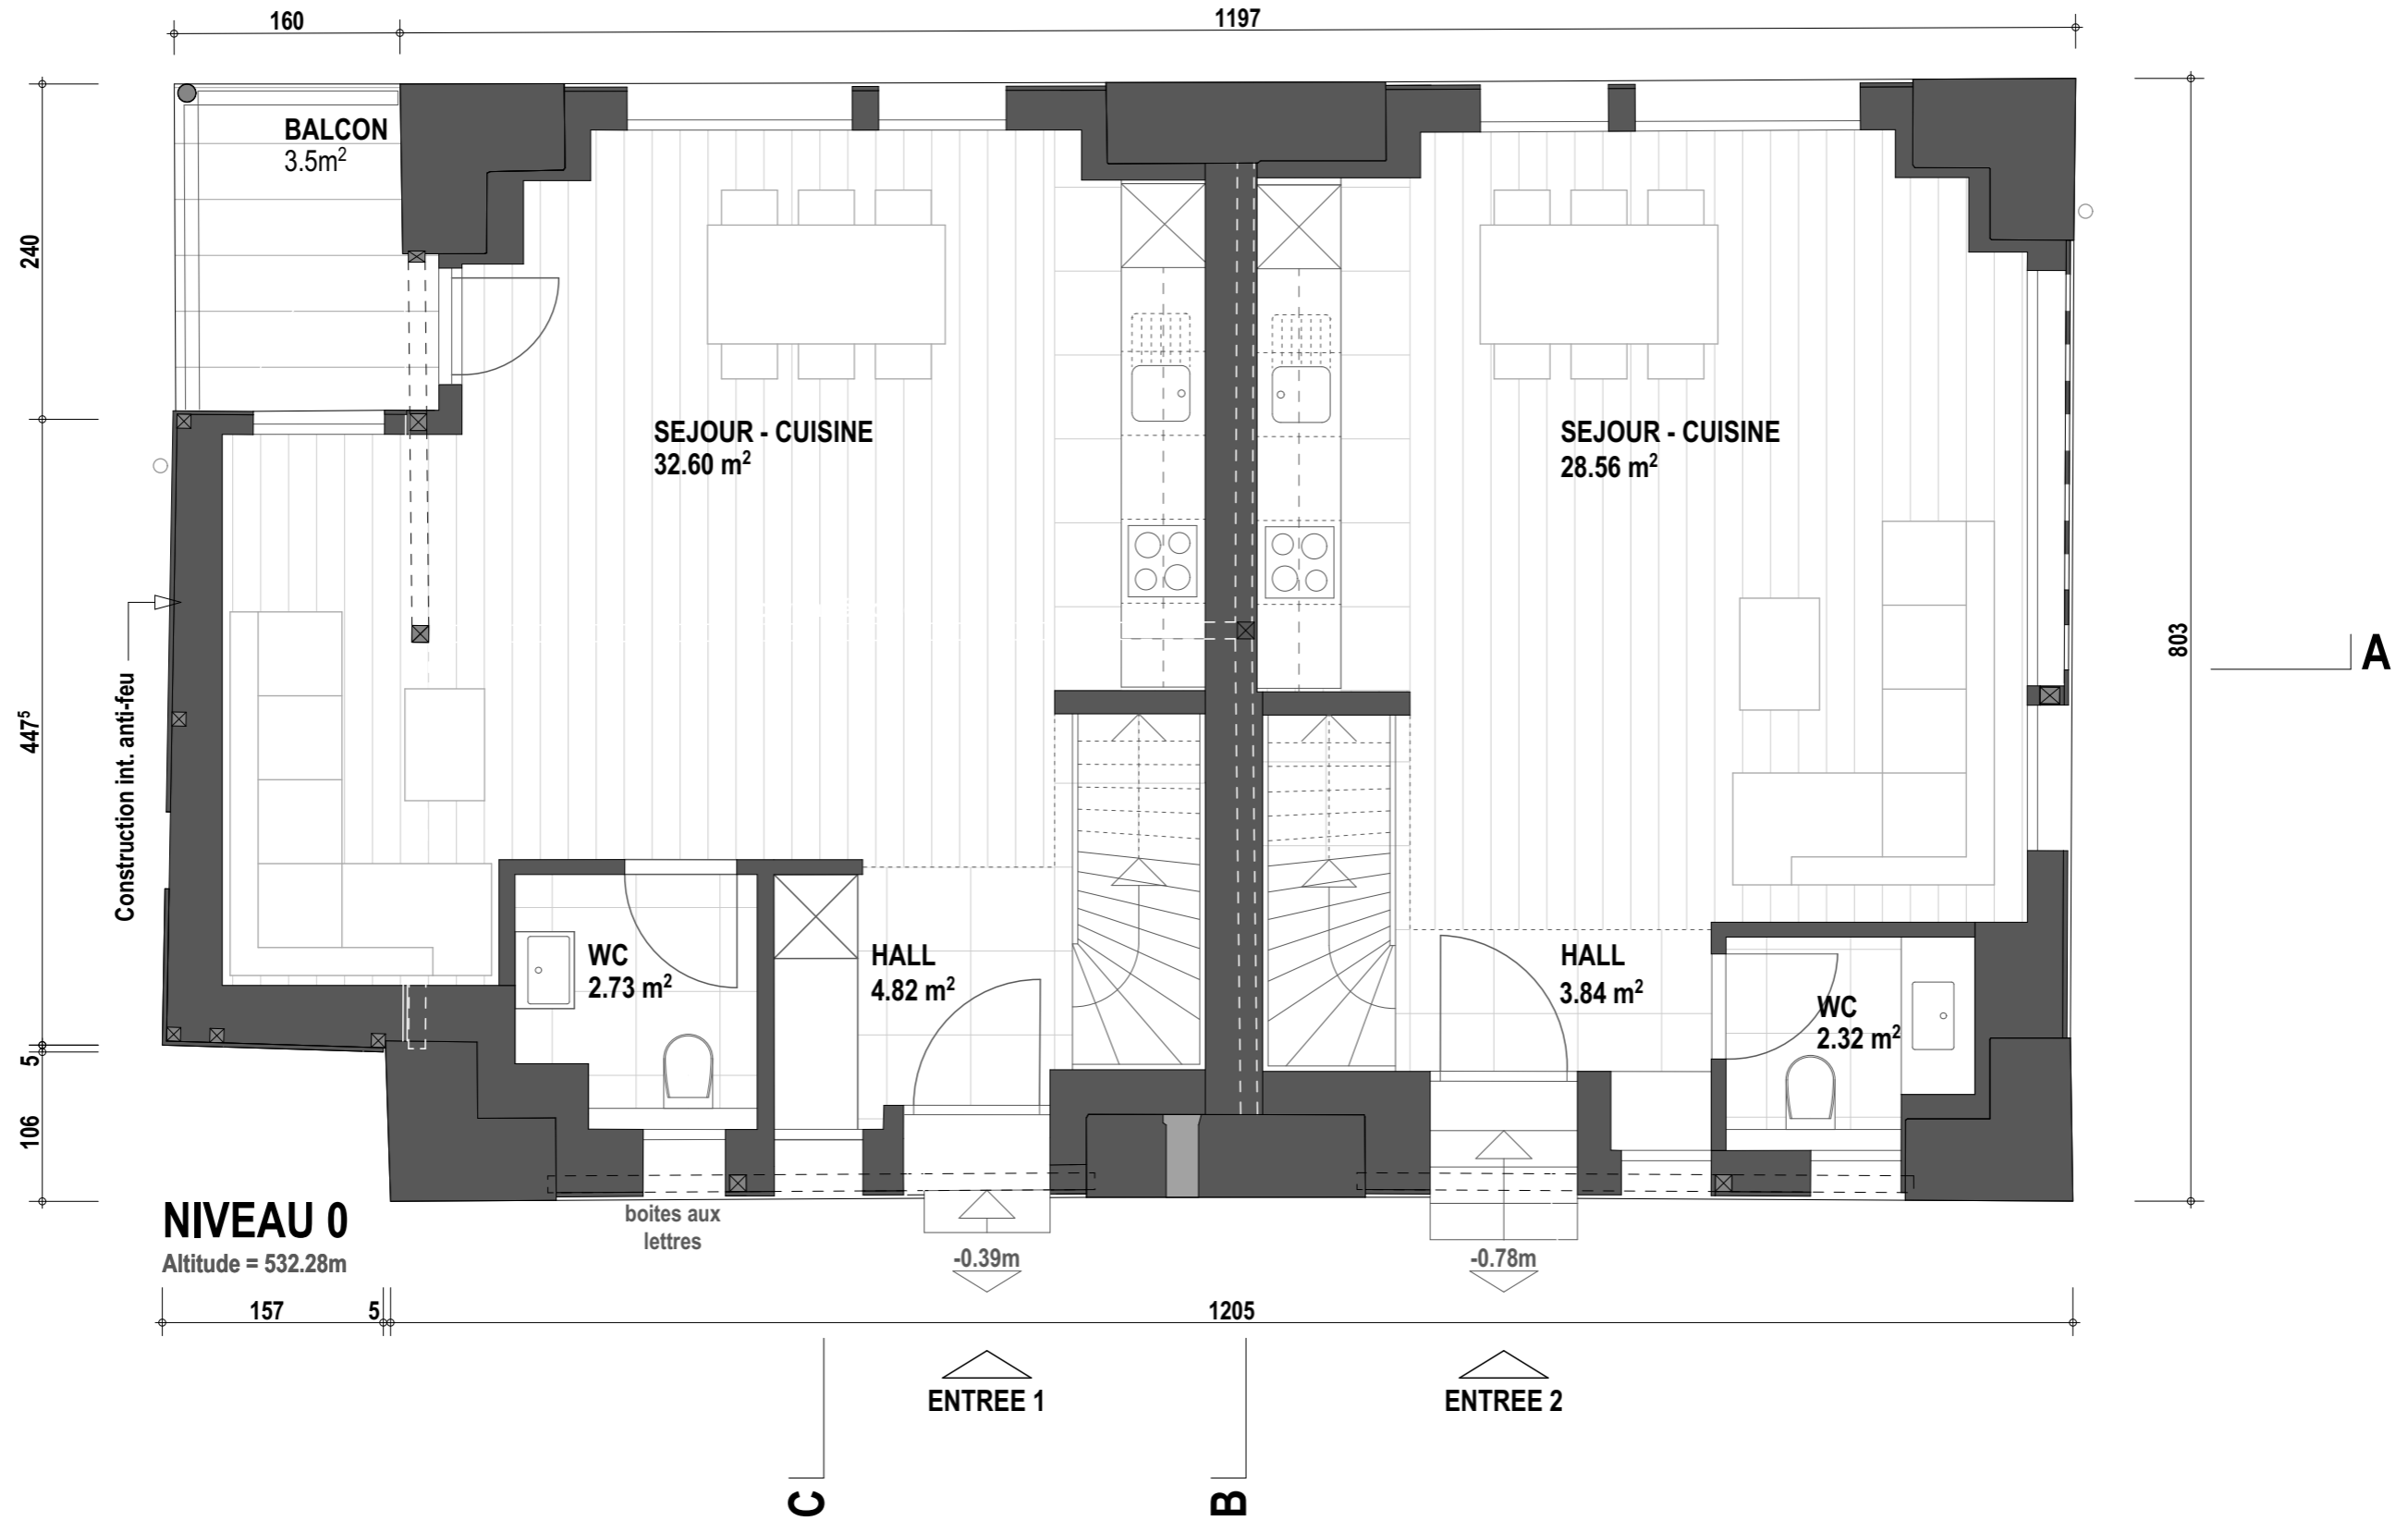 160
1197
BALCON
3.5m²
240
SEJOUR - CUISINE
32.60 m²
SEJOUR - CUISINE
28.56 m²
803
A
447⁵
Construction int. anti-feu
WC
2.73 m²
HALL
4.82 m²
HALL
3.84 m²
WC
2.32 m²
5
106
NIVEAU 0
Altitude = 532.28m
boites aux
lettres
-0.39m
-0.78m
157
5
1205
ENTREE 1
ENTREE 2
C
B